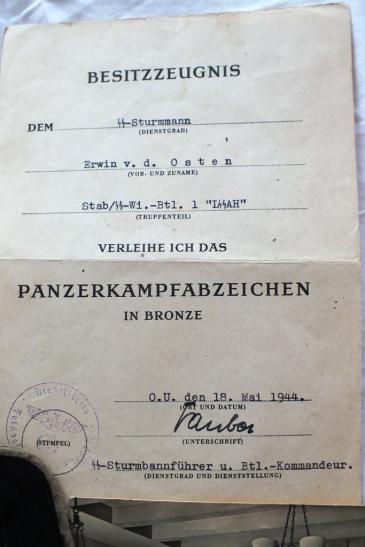 BESITZZEUGNIS
DEM ᛋᛋ-Sturmmann
(DIENSTGRAD)
Erwin v. d. O s t e n
(VOR- UND ZUNAME)
Stab/ᛋᛋ-Wi.-Btl. 1 "LᛋᛋAH"
(TRUPPENTEIL)
VERLEIHE ICH DAS
PANZERKAMPFABZEICHEN
IN BRONZE
O.U. den 18. Mai 1944.
(ORT UND DATUM)
(UNTERSCHRIFT)
(STEMPEL)
ᛋᛋ-Sturmbannführer u. Btl.-Kommandeur.
(DIENSTGRAD UND DIENSTSTELLUNG)